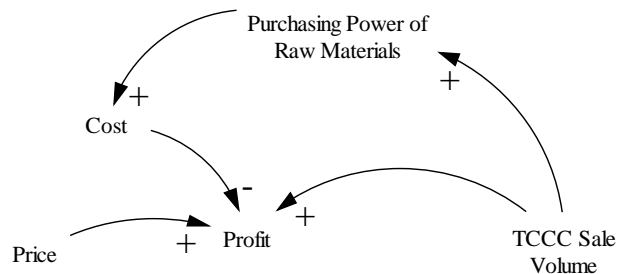 Purchasing Power of
Raw Materials
+
+
Cost
-
+
+
Profit
Price
TCCC Sale
Volume